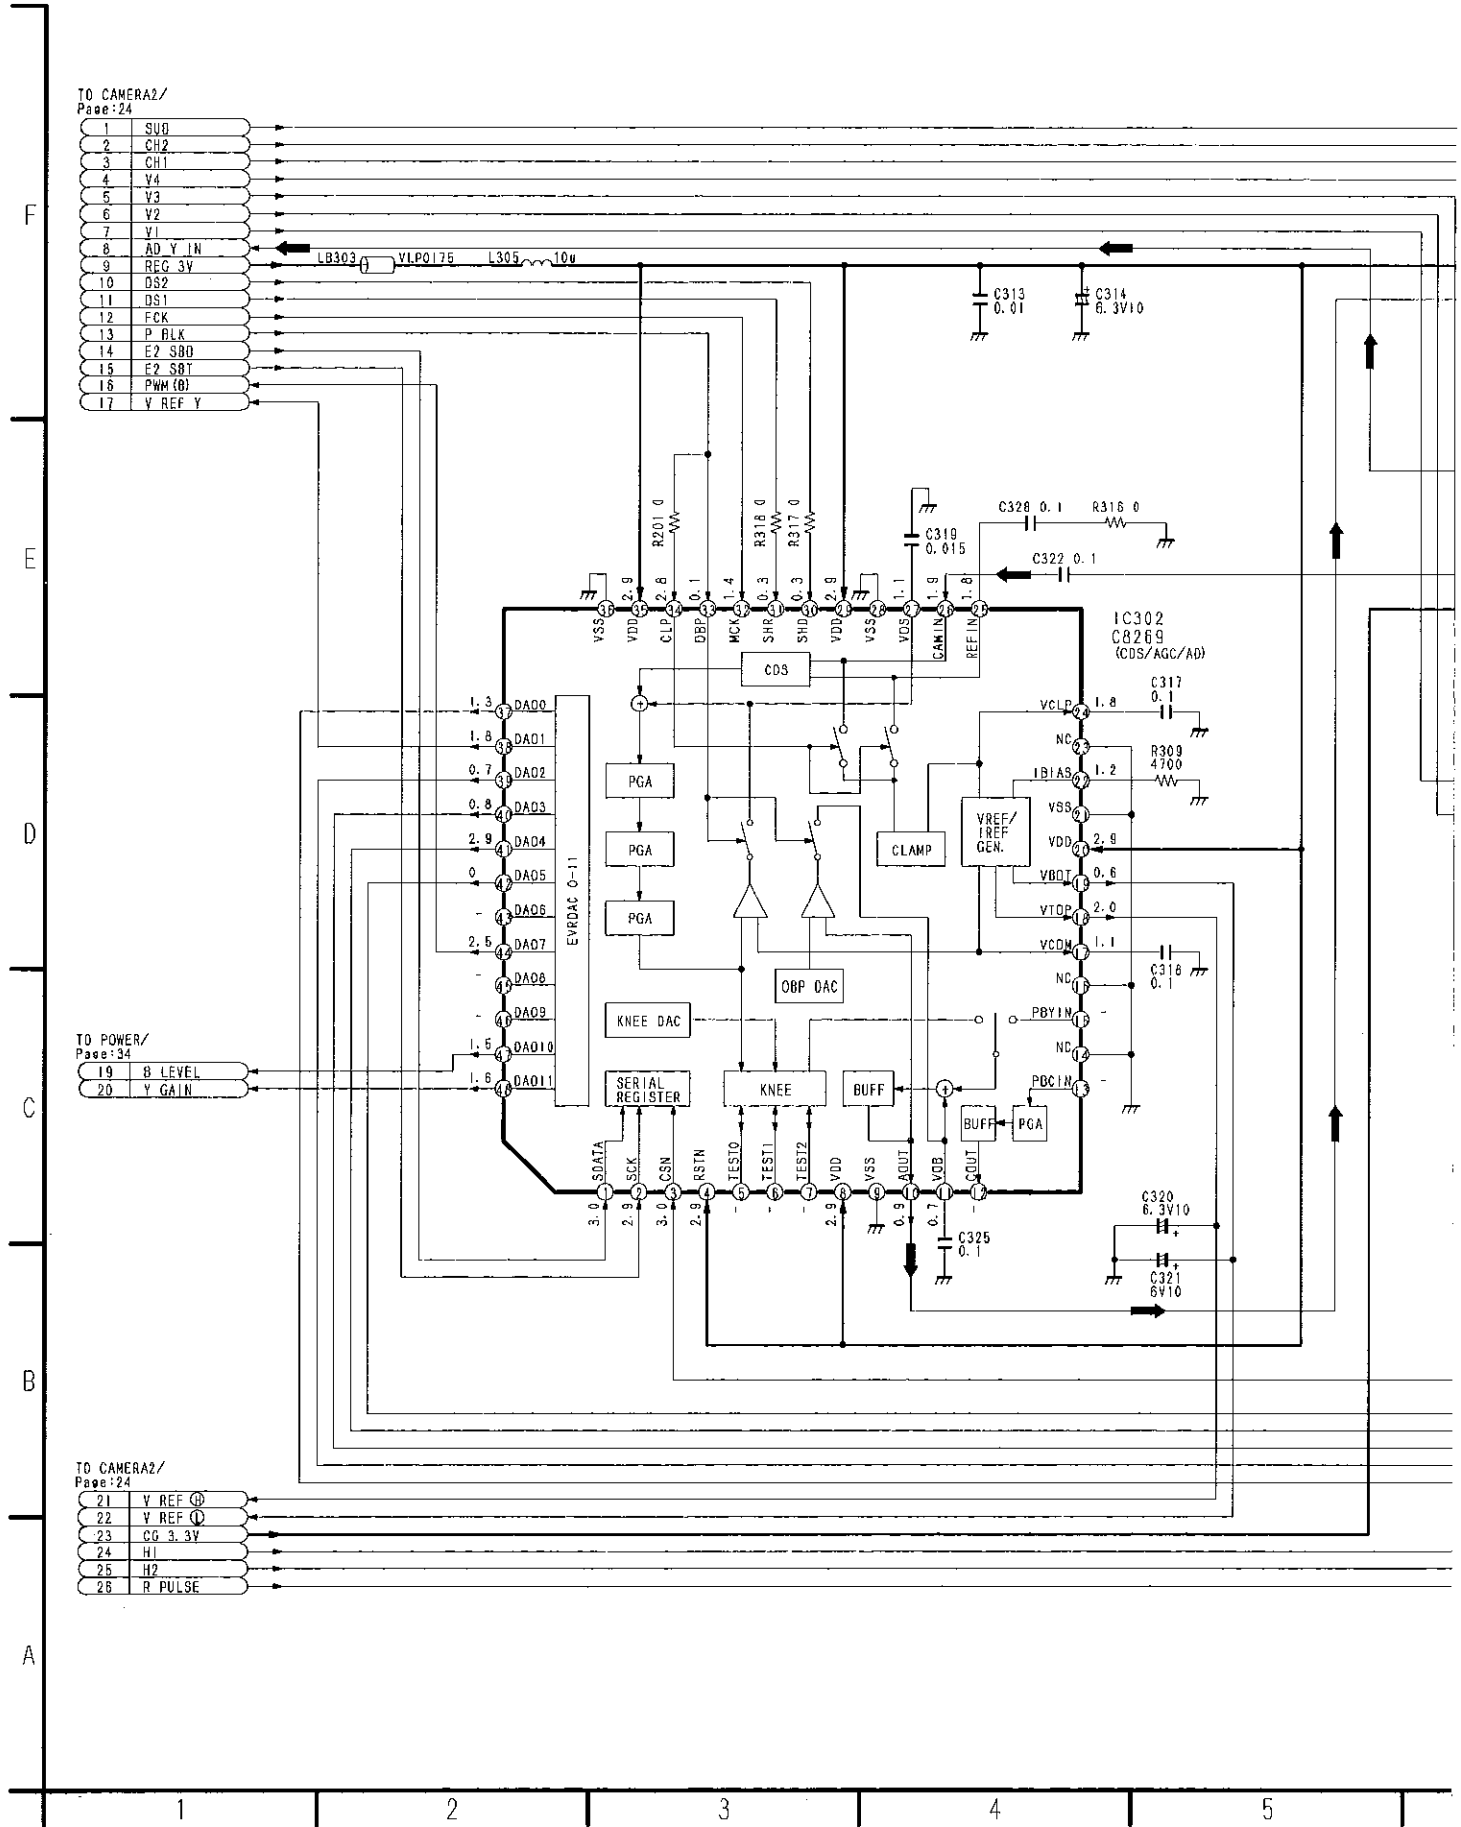 TO CAMERA2/
Page:24
1 SUB
2 CH2
3 CH1
4 V4
5 V3
6 V2
7 V1
8 AD Y IN
9 REG 3V
10 DS2
11 DS1
12 FCK
13 P BLK
14 E2 SBO
15 E2 SBT
16 PWM(B)
17 V REF Y
LB303 VLP0175 L305 10u
C313
0.01
C314
6.3V10
F
E
D
C
B
A
R201 0
R318 0
R317 0
C319
0.015
C328 0.1 R316 0
C322 0.1
2.9 2.8 0.1 1.4 0.3 0.3 2.9 1.1 1.9 1.8
36 35 34 33 32 31 30 29 28 27 26 25
VSS VDD CLP OBP MCK SHR SHD VDD VSS VOS CAMIN REFIN
IC302
C8269
(CDS/AGC/AD)
CDS
PGA
PGA
PGA
CLAMP
VREF/
IREF
GEN.
OBP DAC
KNEE DAC
SERIAL
REGISTER
KNEE
BUFF
BUFF
PGA
EVRDAC 0-11
1.3 37 DAO0
1.8 38 DAO1
0.7 39 DAO2
0.8 40 DAO3
2.9 41 DAO4
0 42 DAO5
- 43 DAO6
2.5 44 DAO7
- 45 DAO8
- 46 DAO9
1.5 47 DAO10
1.6 48 DAO11
VCLP 24 1.8
NC 23
IBIAS 22 1.2
VSS 21
VDD 20 2.9
VBOT 19 0.6
VTOP 18 2.0
VCOM 17 1.1
NC 16
PBYIN 15 -
NC 14
PBCIN 13 -
C317
0.1
R309
4700
C318
0.1
TO POWER/
Page:34
19 B LEVEL
20 Y GAIN
SDATA SCK CSN RSTN TEST0 TEST1 TEST2 VDD VSS AOUT VOB COUT
1 2 3 4 5 6 7 8 9 10 11 12
3.0 2.9 3.0 2.9 - - - 2.9 0.9 0.7 -
C325
0.1
C320
6.3V10
C321
6V10
TO CAMERA2/
Page:24
21 V REF H
22 V REF L
23 CG 3.3V
24 H1
25 H2
26 R PULSE
1 2 3 4 5